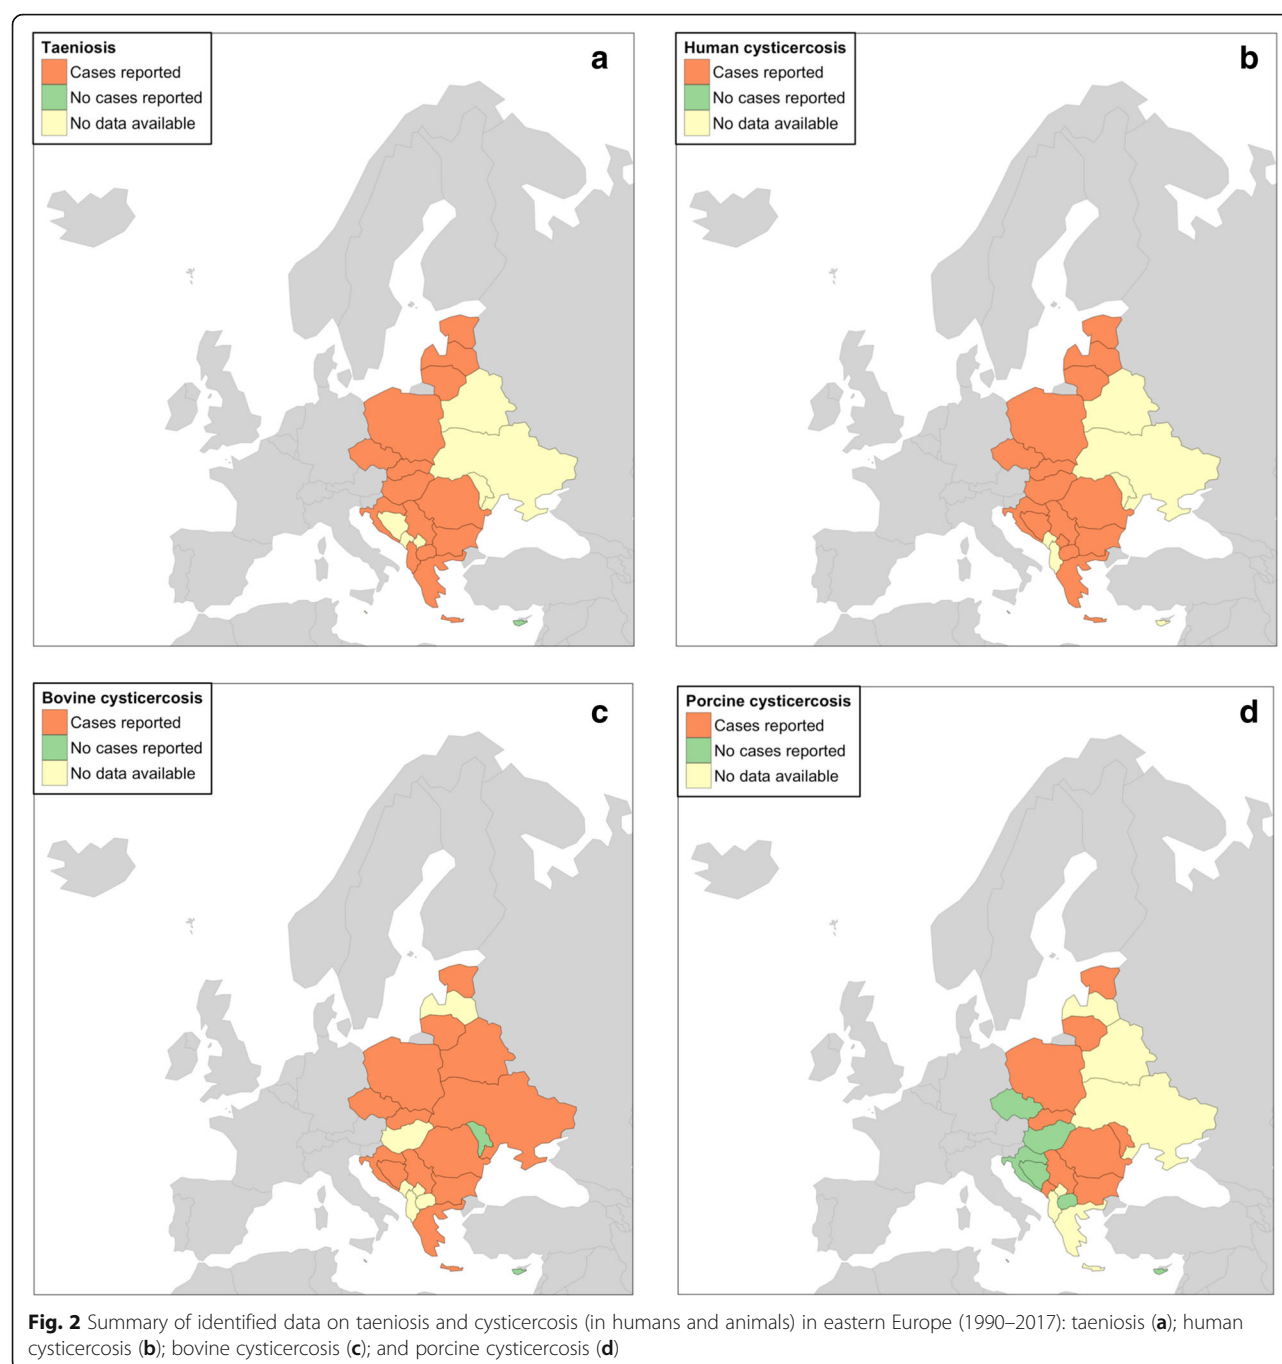 Taeniosis
Cases reported
No cases reported
No data available
a
Human cysticercosis
Cases reported
No cases reported
No data available
b
Bovine cysticercosis
Cases reported
No cases reported
No data available
c
Porcine cysticercosis
Cases reported
No cases reported
No data available
d
Fig. 2 Summary of identified data on taeniosis and cysticercosis (in humans and animals) in eastern Europe (1990–2017): taeniosis (a); human
cysticercosis (b); bovine cysticercosis (c); and porcine cysticercosis (d)